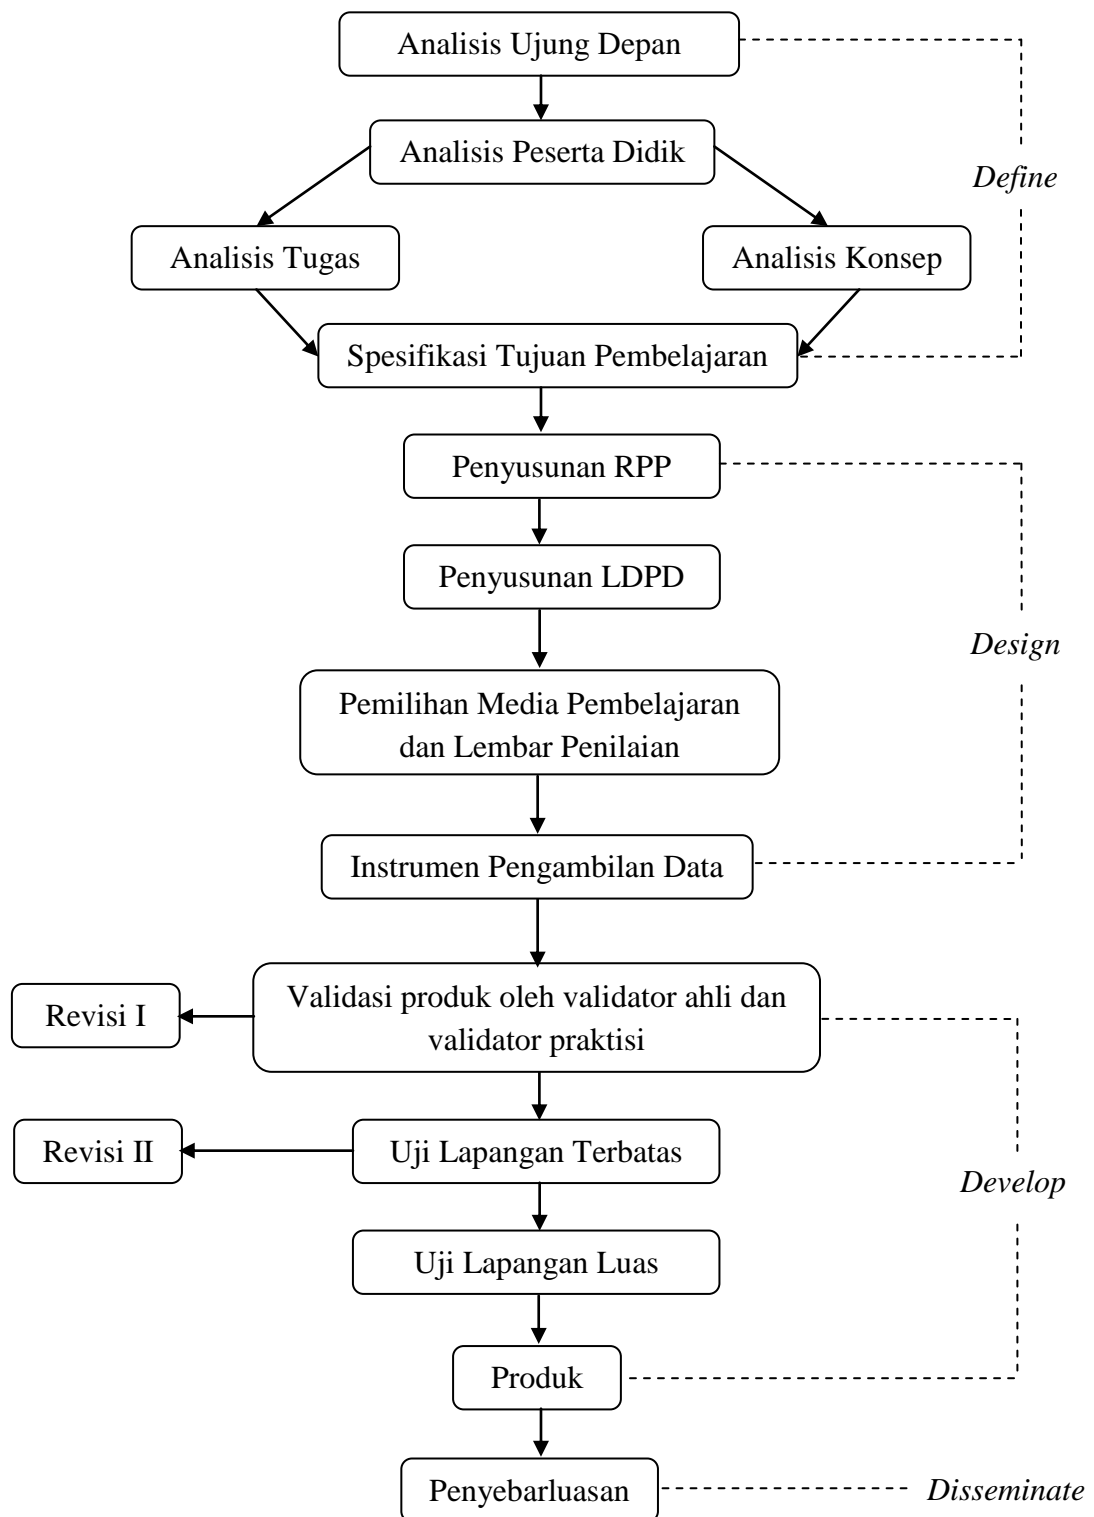 Analisis Ujung Depan
Analisis Peserta Didik
Define
Analisis Tugas
Analisis Konsep
Spesifikasi Tujuan Pembelajaran
Penyusunan RPP
Penyusunan LDPD
Design
Pemilihan Media Pembelajaran
dan Lembar Penilaian
Instrumen Pengambilan Data
Validasi produk oleh validator ahli dan
validator praktisi
Revisi I
Revisi II
Uji Lapangan Terbatas
Develop
Uji Lapangan Luas
Produk
Penyebarluasan
Disseminate